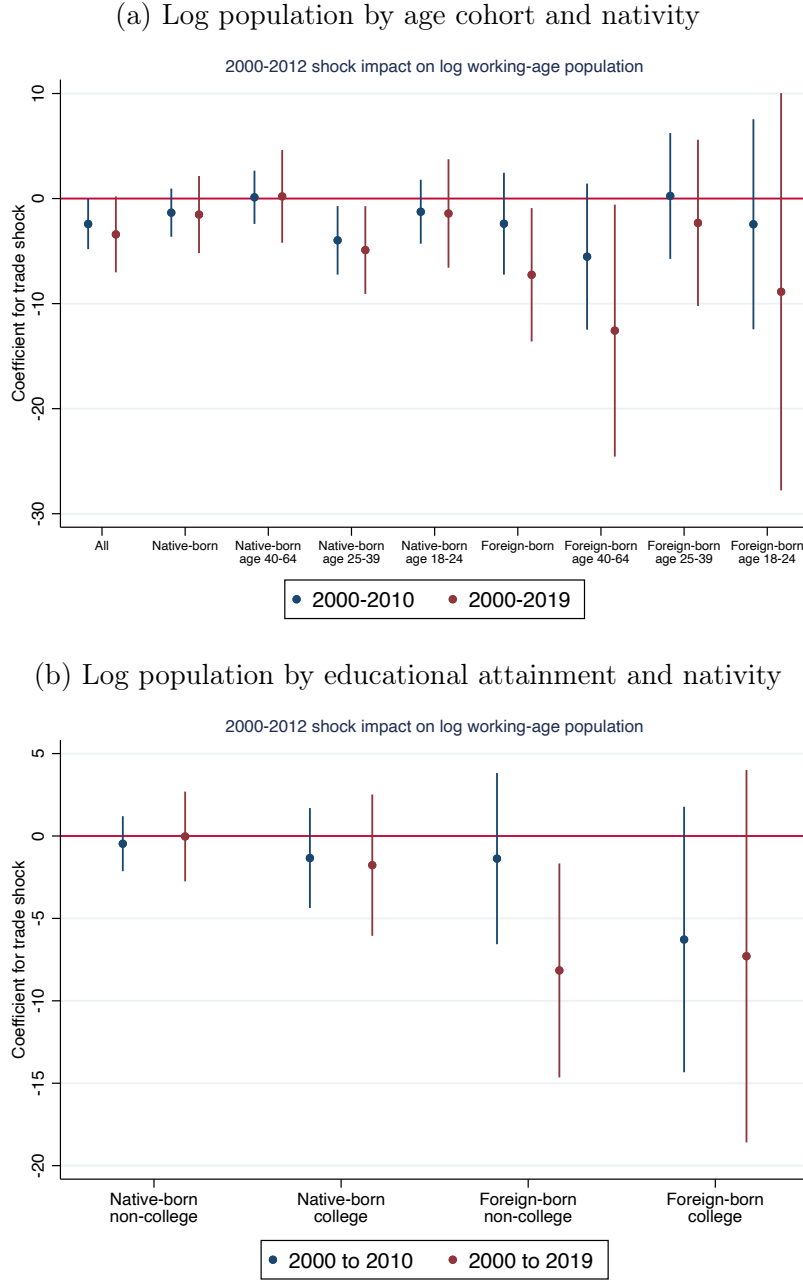 (a) Log population by age cohort and nativity
2000-2012 shock impact on log working-age population
Coefficient for trade shock
10
0
-10
-20
-30
All
Native-born
Native-born
age 40-64
Native-born
age 25-39
Native-born
age 18-24
Foreign-born
Foreign-born
age 40-64
Foreign-born
age 25-39
Foreign-born
age 18-24
2000-2010
2000-2019
(b) Log population by educational attainment and nativity
2000-2012 shock impact on log working-age population
Coefficient for trade shock
5
0
-5
-10
-15
-20
Native-born
non-college
Native-born
college
Foreign-born
non-college
Foreign-born
college
2000 to 2010
2000 to 2019